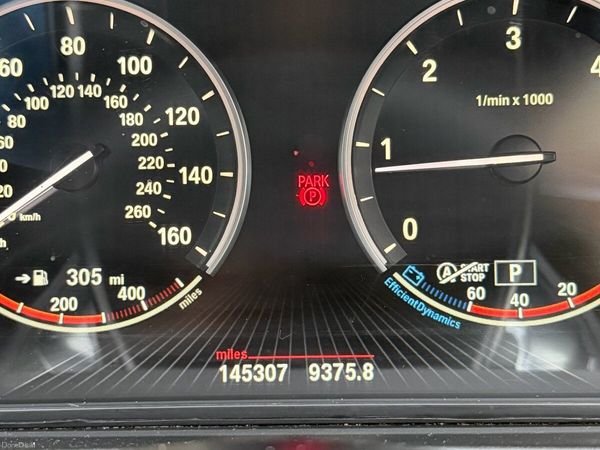 60 80 100 120 140 160
80 100 120 140 160 180 200 220 240 260
km/h
305 mi
200 400
miles
PARK
P
0 1 2 3 4
1/min x 1000
A START
STOP
P
60 40 20
EfficientDynamics
miles
145307 9375.8